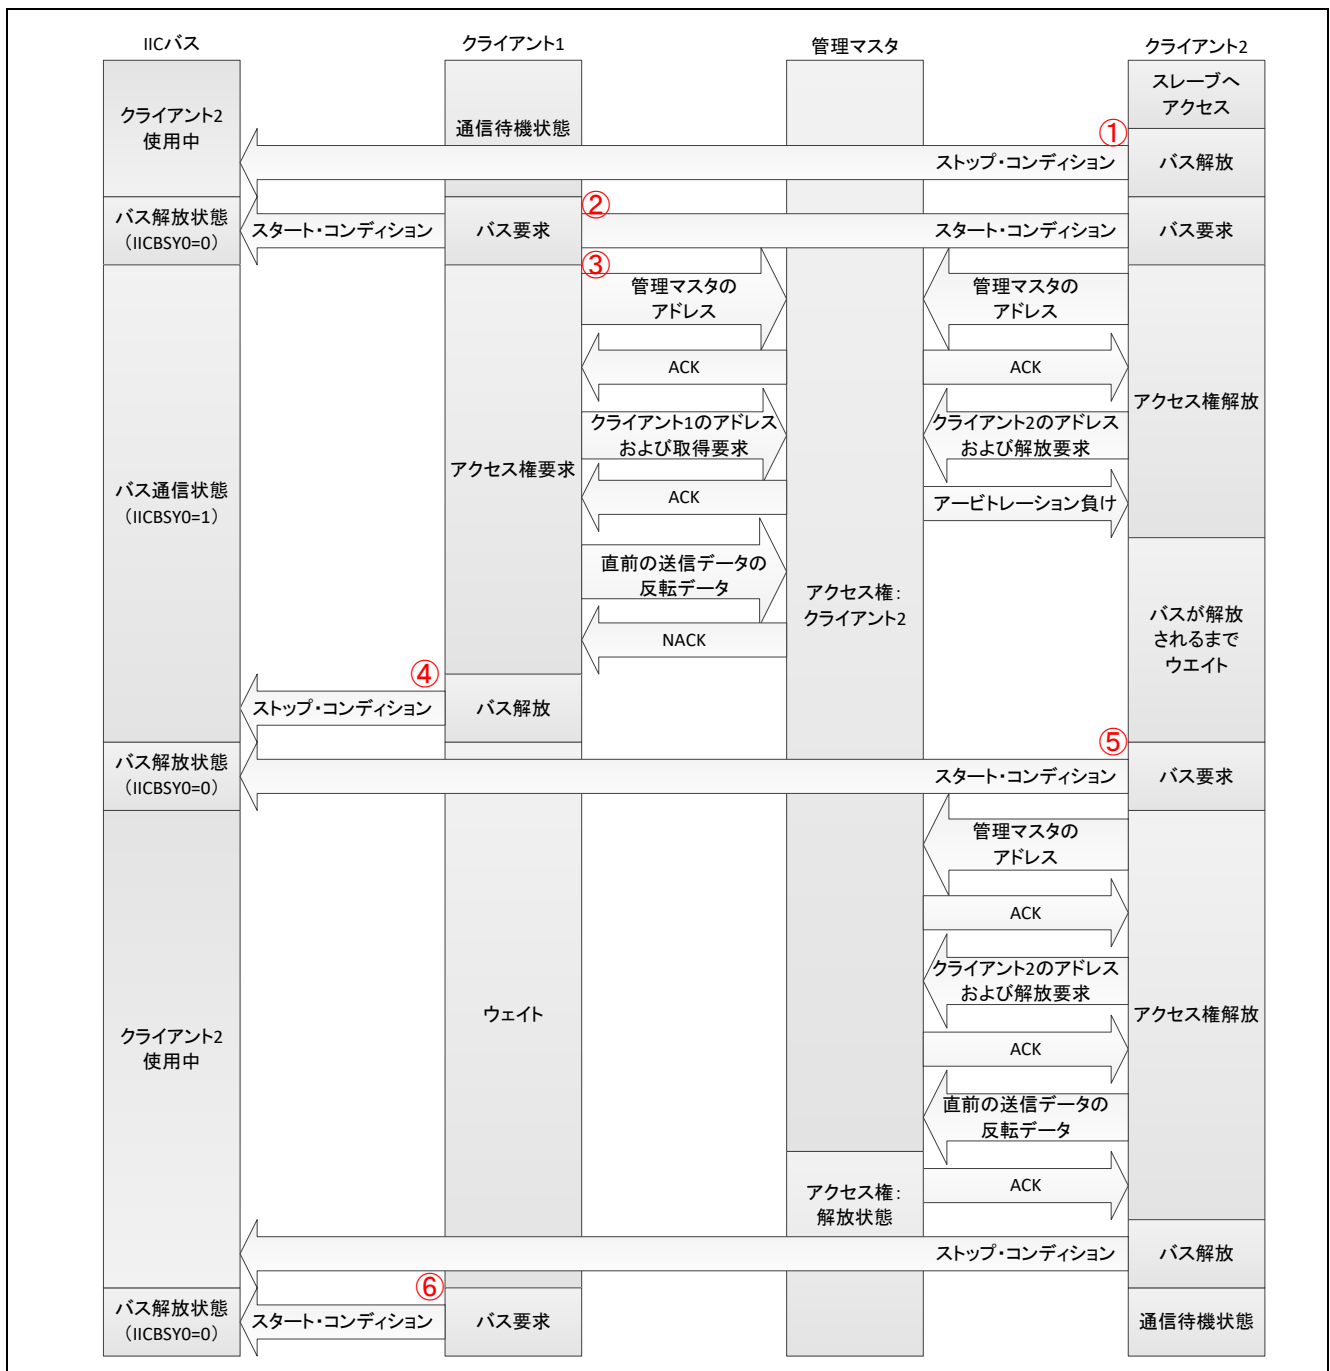 IICバス
クライアント1
管理マスタ
クライアント2
スレーブへ
アクセス
クライアント2
使用中
通信待機状態
①
ストップ・コンディション
バス解放
②
バス解放状態
（IICBSY0=0）
スタート・コンディション
バス要求
スタート・コンディション
バス要求
③
管理マスタの
アドレス
管理マスタの
アドレス
ACK
ACK
アクセス権解放
クライアント1のアドレス
および取得要求
クライアント2のアドレス
および解放要求
アクセス権要求
バス通信状態
（IICBSY0=1）
ACK
アービトレーション負け
直前の送信データの
反転データ
アクセス権：
クライアント2
バスが解放
されるまで
ウエイト
NACK
④
ストップ・コンディション
バス解放
⑤
バス解放状態
（IICBSY0=0）
スタート・コンディション
バス要求
管理マスタの
アドレス
ACK
クライアント2のアドレス
および解放要求
ウェイト
アクセス権解放
クライアント2
使用中
ACK
直前の送信データの
反転データ
アクセス権：
解放状態
ACK
ストップ・コンディション
バス解放
⑥
バス解放状態
（IICBSY0=0）
スタート・コンディション
バス要求
通信待機状態